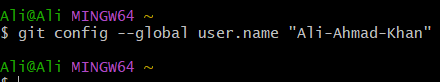 Ali@Ali MINGW64 ~
$ git config --global user.name "Ali-Ahmad-Khan"
Ali@Ali MINGW64 ~
$